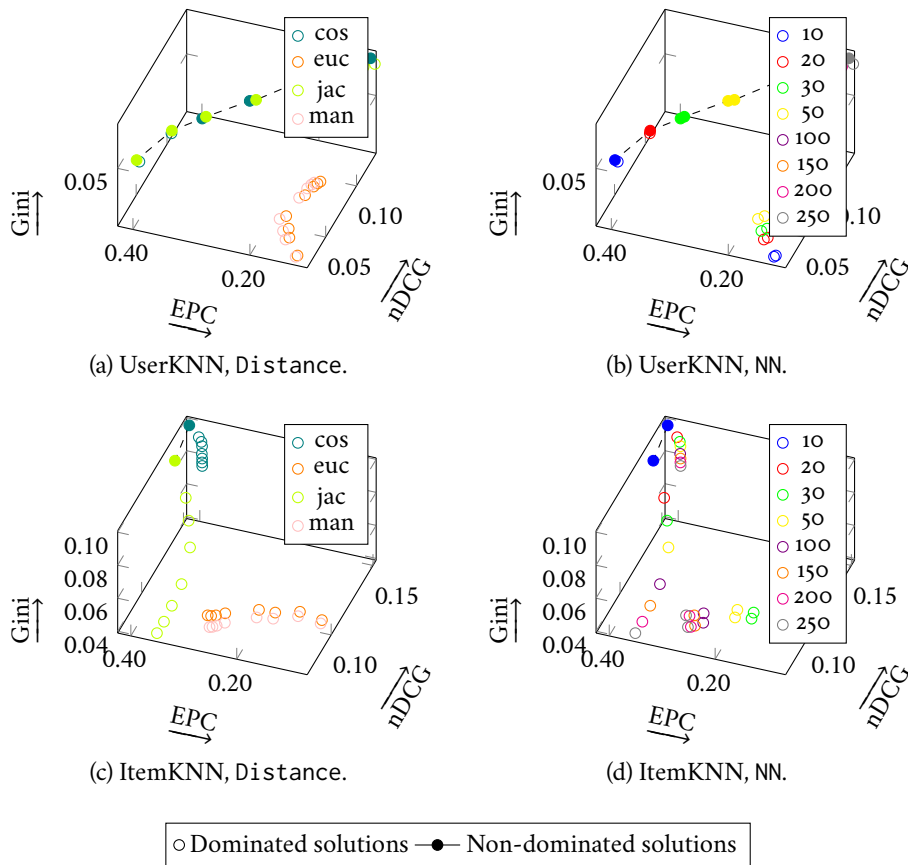 cos
euc
jac
man
0.05
0.40
0.20
0.05
0.10
Gini
EPC
nDCG
(a) UserKNN, Distance.
10
20
30
50
100
150
200
250
0.05
0.40
0.20
0.05
0.10
Gini
EPC
nDCG
(b) UserKNN, NN.
cos
euc
jac
man
0.10
0.08
0.06
0.04
0.40
0.20
0.10
0.15
Gini
EPC
nDCG
(c) ItemKNN, Distance.
10
20
30
50
100
150
200
250
0.10
0.08
0.06
0.04
0.40
0.20
0.10
0.15
Gini
EPC
nDCG
(d) ItemKNN, NN.
Dominated solutions Non-dominated solutions